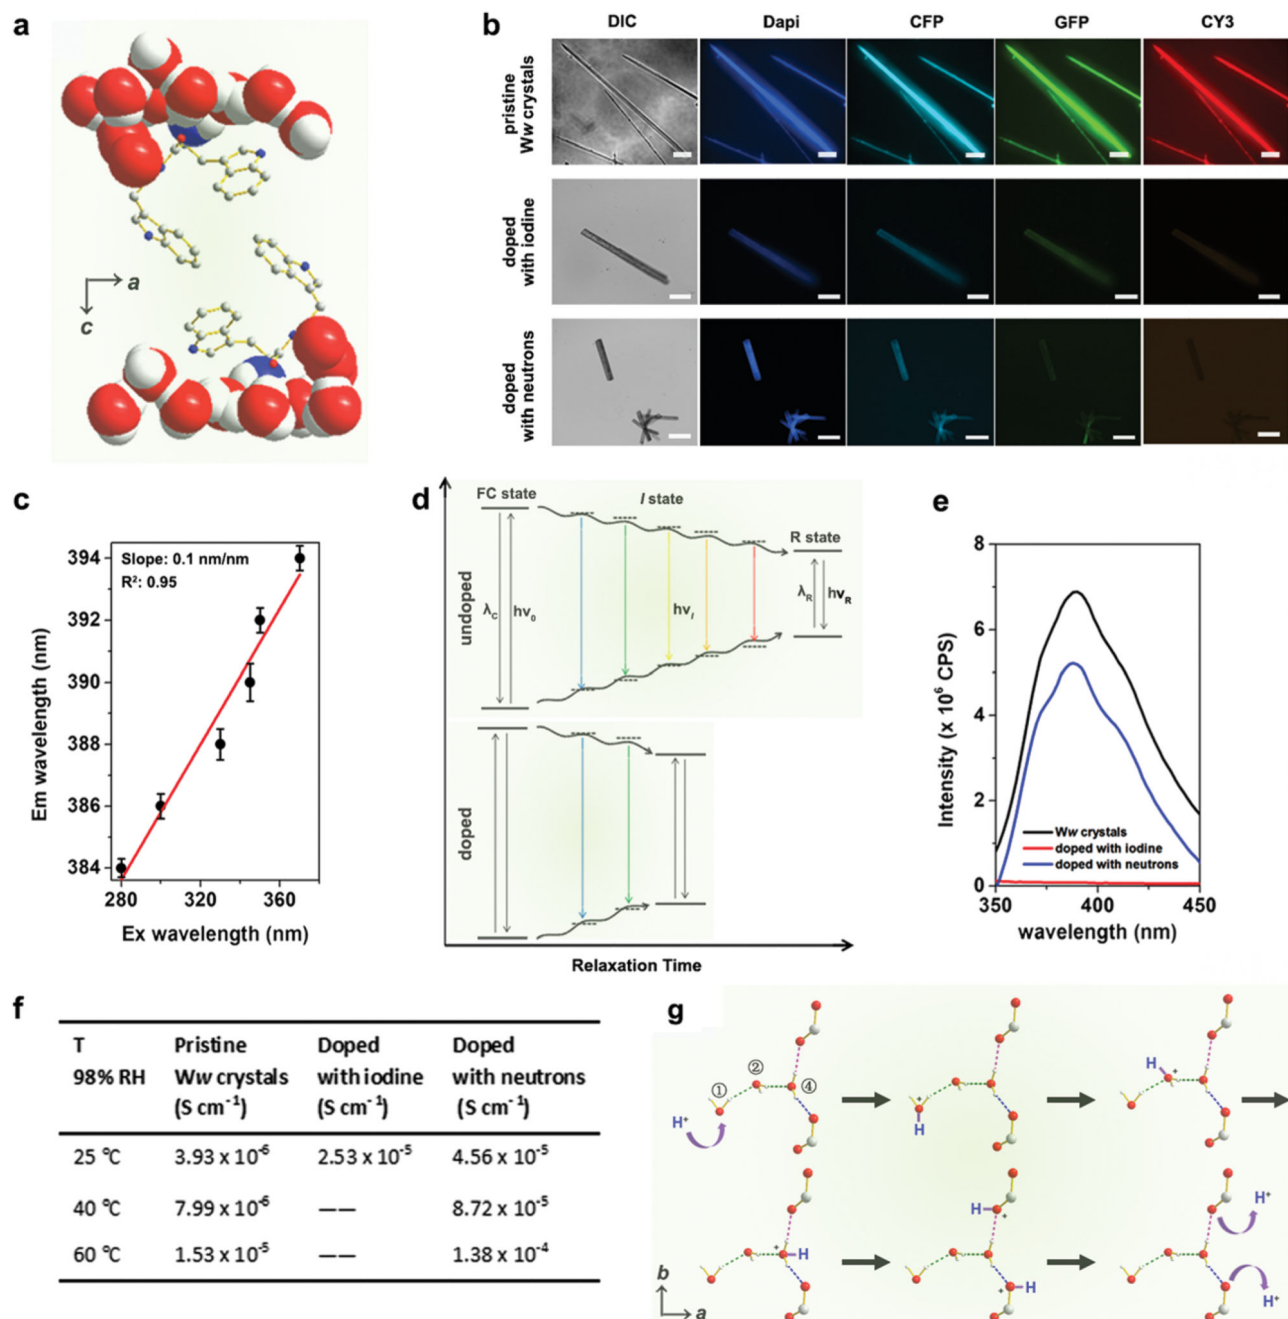 a
a
c
b
DIC
Dapi
CFP
GFP
CY3
pristine
Ww crystals
doped
with iodine
doped
with neutrons
c
Slope: 0.1 nm/nm
R²: 0.95
Em wavelength (nm)
394
392
390
388
386
384
280
320
360
Ex wavelength (nm)
d
FC state
I state
R state
undoped
λC
hν0
hνI
λR
hνR
doped
Relaxation Time
e
Intensity (x 10⁶ CPS)
8
6
4
2
0
Ww crystals
doped with iodine
doped with neutrons
350
400
450
wavelength (nm)
f
T Pristine Doped Doped
98% RH Ww crystals with iodine with neutrons
(S cm⁻¹) (S cm⁻¹) (S cm⁻¹)
25 °C 3.93 x 10⁻⁶ 2.53 x 10⁻⁵ 4.56 x 10⁻⁵
40 °C 7.99 x 10⁻⁶ —— 8.72 x 10⁻⁵
60 °C 1.53 x 10⁻⁵ —— 1.38 x 10⁻⁴
g
① ② ④
H⁺
+
H
H
+
+
H
H
+
+
H
H⁺
H⁺
b
a